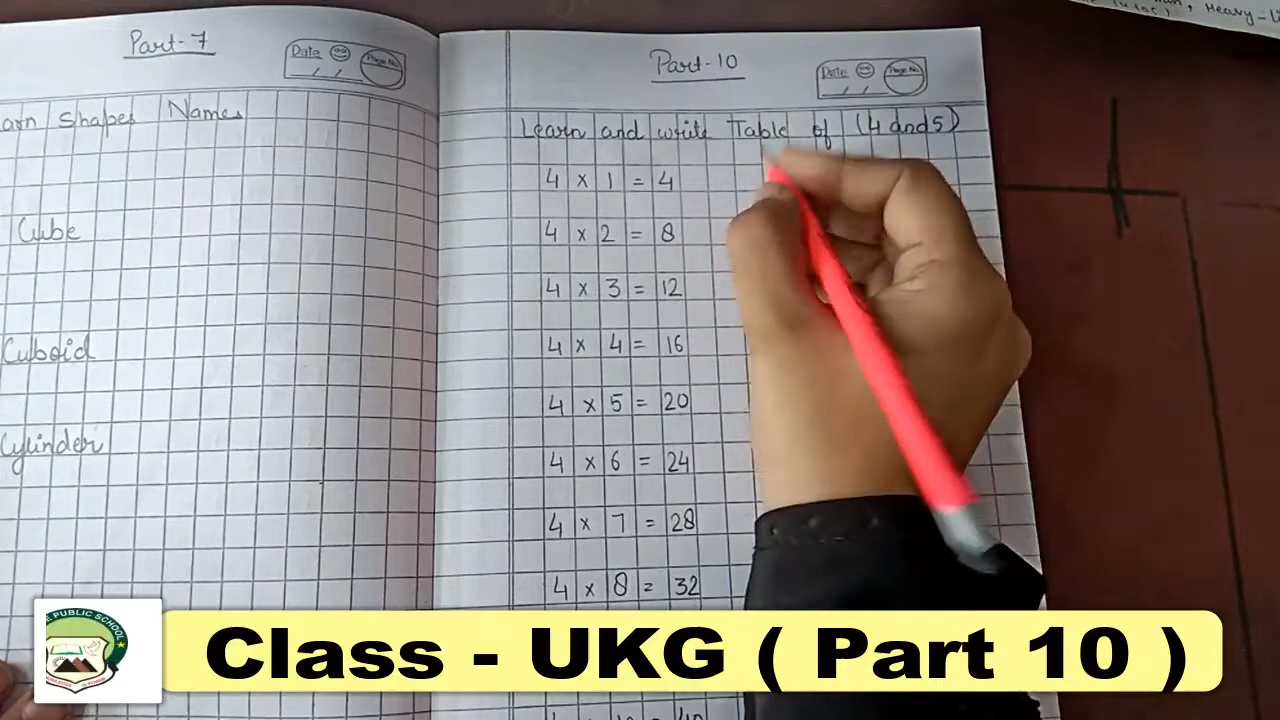 Part-7
Date
Page No.
Shapes Names
Cube
Cuboid
Cylinder
Part-10
Date
Page No.
Learn and write Table of (4 and 5)
4 x 1 = 4
4 x 2 = 8
4 x 3 = 12
4 x 4 = 16
4 x 5 = 20
4 x 6 = 24
4 x 7 = 28
4 x 8 = 32
, Heavy-Li
PUBLIC SCHOOL
Class - UKG ( Part 10 )